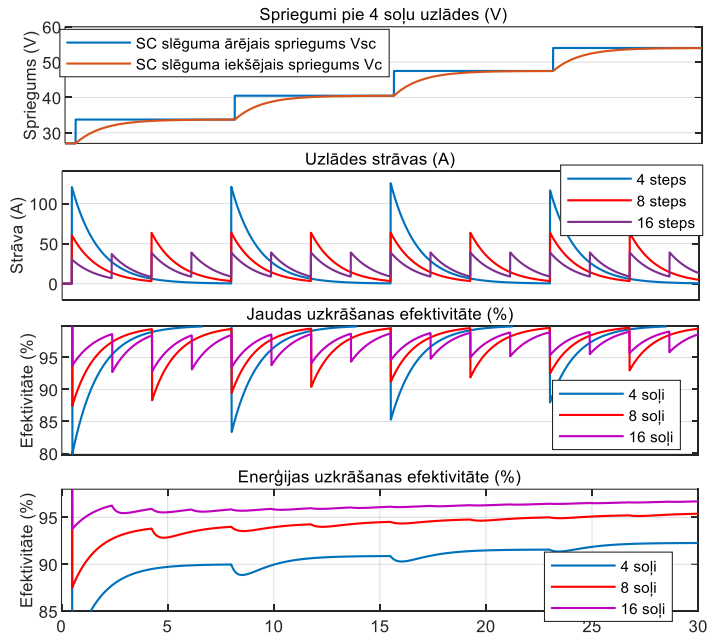 Spriegumi pie 4 soļu uzlādes (V)
Spriegums (V)
60
50
40
30
SC slēguma ārējais spriegums Vsc
SC slēguma iekšējais spriegums Vc
Uzlādes strāvas (A)
Strāva (A)
100
50
0
4 steps
8 steps
16 steps
Jaudas uzkrāšanas efektivitāte (%)
Efektivitāte (%)
95
90
85
80
4 soļi
8 soļi
16 soļi
Enerģijas uzkrāšanas efektivitāte (%)
Efektivitāte (%)
95
90
85
4 soļi
8 soļi
16 soļi
0
5
10
15
20
25
30